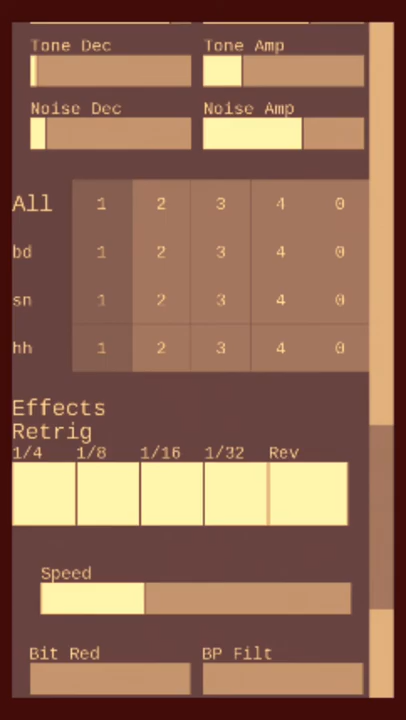 Tone Dec Tone Amp
Noise Dec Noise Amp
All 1 2 3 4 0
bd 1 2 3 4 0
sn 1 2 3 4 0
hh 1 2 3 4 0
Effects
Retrig
1/4 1/8 1/16 1/32 Rev
Speed
Bit Red BP Filt